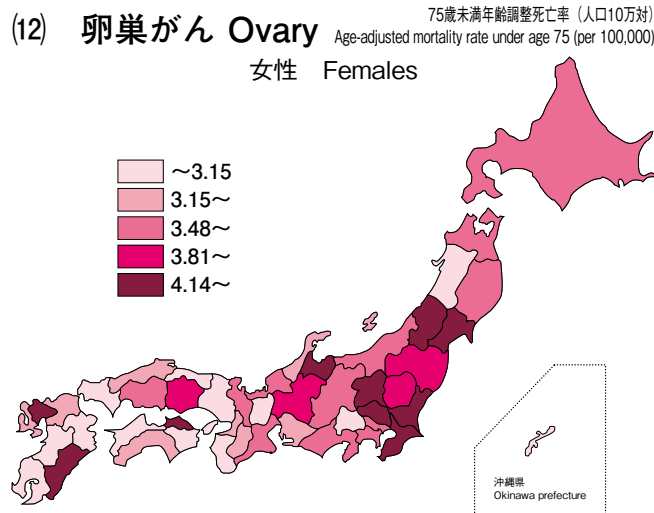 ⑿ 卵巣がん Ovary
75歳未満年齢調整死亡率（人口10万対）
Age-adjusted mortality rate under age 75 (per 100,000)
女性 Females
～3.15
3.15～
3.48～
3.81～
4.14～
沖縄県
Okinawa prefecture